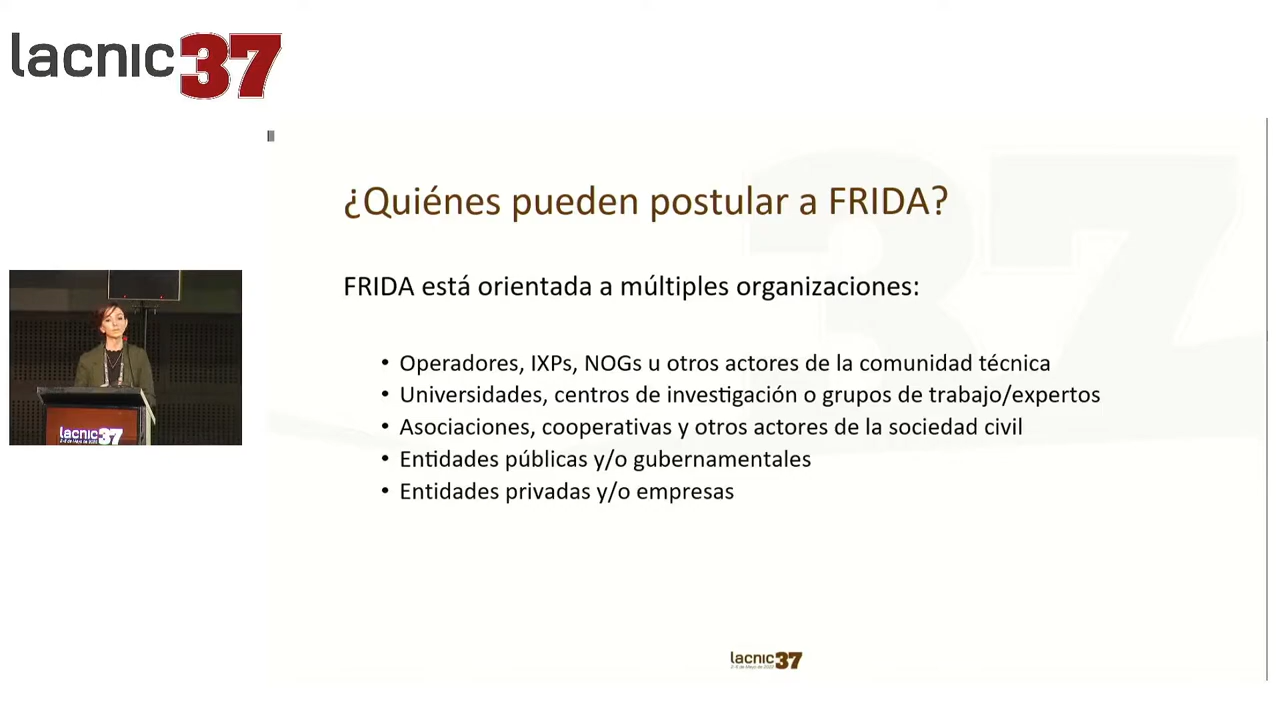 lacnic37
¿Quiénes pueden postular a FRIDA?
FRIDA está orientada a múltiples organizaciones:
• Operadores, IXPs, NOGs u otros actores de la comunidad técnica
• Universidades, centros de investigación o grupos de trabajo/expertos
• Asociaciones, cooperativas y otros actores de la sociedad civil
• Entidades públicas y/o gubernamentales
• Entidades privadas y/o empresas
lacnic37
lacnic37